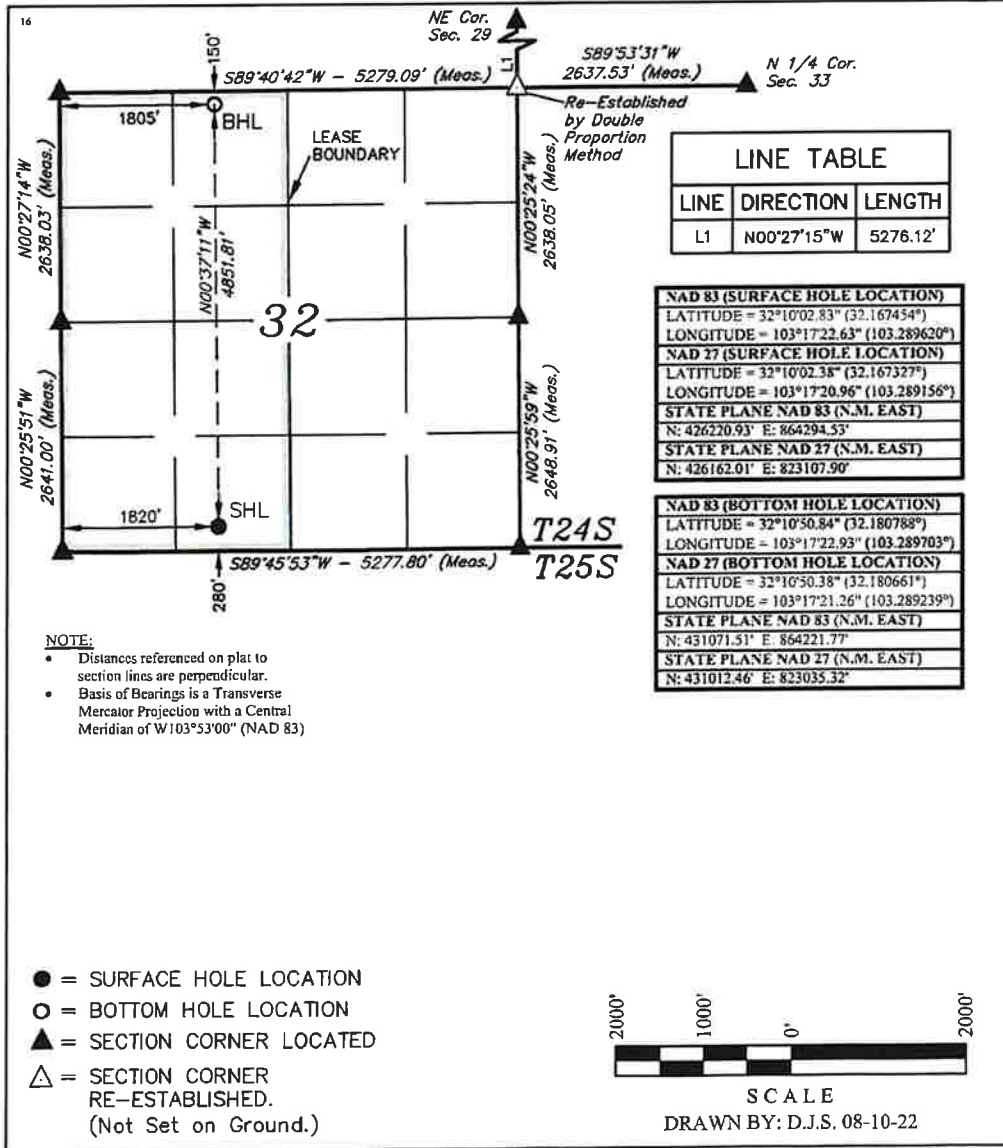 16
NE Cor.
Sec. 29
150'
L1
S89°53'31"W
2637.53' (Meas.)
N 1/4 Cor.
Sec. 33
S89°40'42"W - 5279.09' (Meas.)
1805'
BHL
LEASE
BOUNDARY
Re-Established
by Double
Proportion
Method
N00°27'14"W
2638.03' (Meas.)
N00°37'11"W
4851.81'
N00°25'24"W
2638.05' (Meas.)
32
N00°25'51"W
2641.00' (Meas.)
N00°25'59"W
2648.91' (Meas.)
1820'
SHL
T24S
T25S
S89°45'53"W - 5277.80' (Meas.)
280'
LINE TABLE
LINE DIRECTION LENGTH
L1 N00°27'15"W 5276.12'
NAD 83 (SURFACE HOLE LOCATION)
LATITUDE = 32°10'02.83" (32.167454°)
LONGITUDE = 103°17'22.63" (103.289620°)
NAD 27 (SURFACE HOLE LOCATION)
LATITUDE = 32°10'02.38" (32.167327°)
LONGITUDE = 103°17'20.96" (103.289156°)
STATE PLANE NAD 83 (N.M. EAST)
N: 426220.93' E: 864294.53'
STATE PLANE NAD 27 (N.M. EAST)
N: 426162.01' E: 823107.90'
NAD 83 (BOTTOM HOLE LOCATION)
LATITUDE = 32°10'50.84" (32.180788°)
LONGITUDE = 103°17'22.93" (103.289703°)
NAD 27 (BOTTOM HOLE LOCATION)
LATITUDE = 32°10'50.38" (32.180661°)
LONGITUDE = 103°17'21.26" (103.289239°)
STATE PLANE NAD 83 (N.M. EAST)
N: 431071.51' E: 864221.77'
STATE PLANE NAD 27 (N.M. EAST)
N: 431012.46' E: 823035.32'
NOTE:
• Distances referenced on plat to
section lines are perpendicular.
• Basis of Bearings is a Transverse
Mercator Projection with a Central
Meridian of W103°53'00" (NAD 83)
= SURFACE HOLE LOCATION
= BOTTOM HOLE LOCATION
= SECTION CORNER LOCATED
= SECTION CORNER
RE-ESTABLISHED.
(Not Set on Ground.)
2000' 1000' 0' 2000'
SCALE
DRAWN BY: D.J.S. 08-10-22